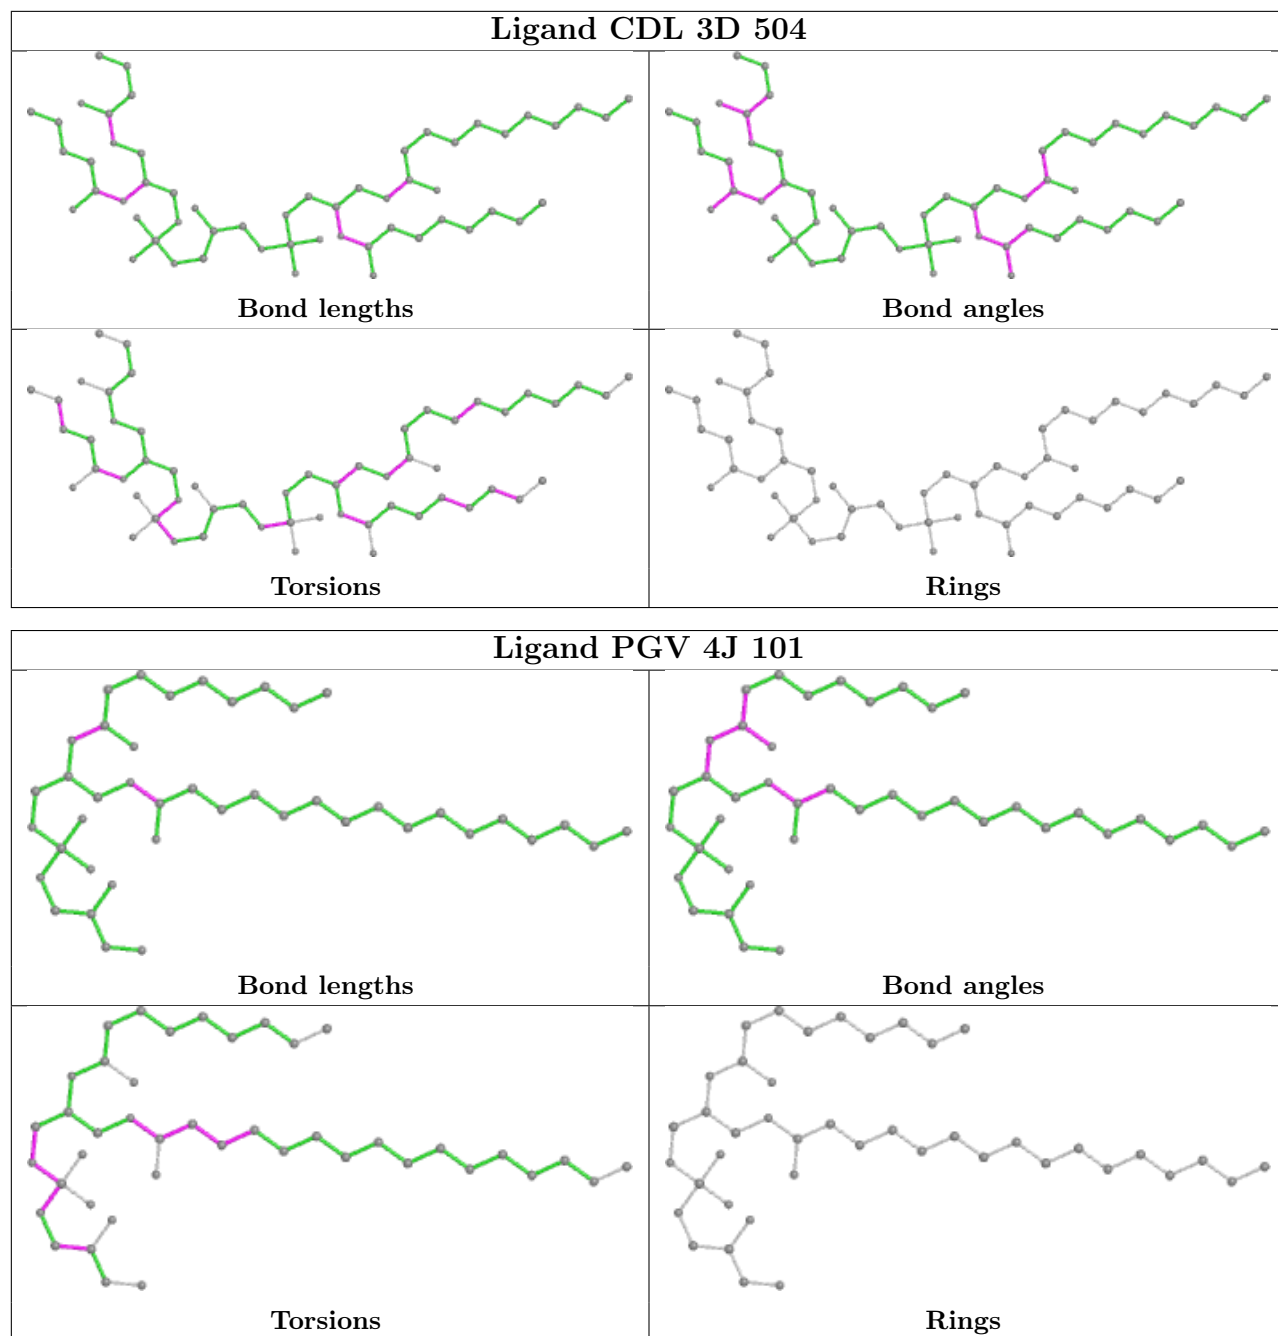 Ligand CDL 3D 504
Bond lengths
Bond angles
Torsions
Rings
Ligand PGV 4J 101
Bond lengths
Bond angles
Torsions
Rings